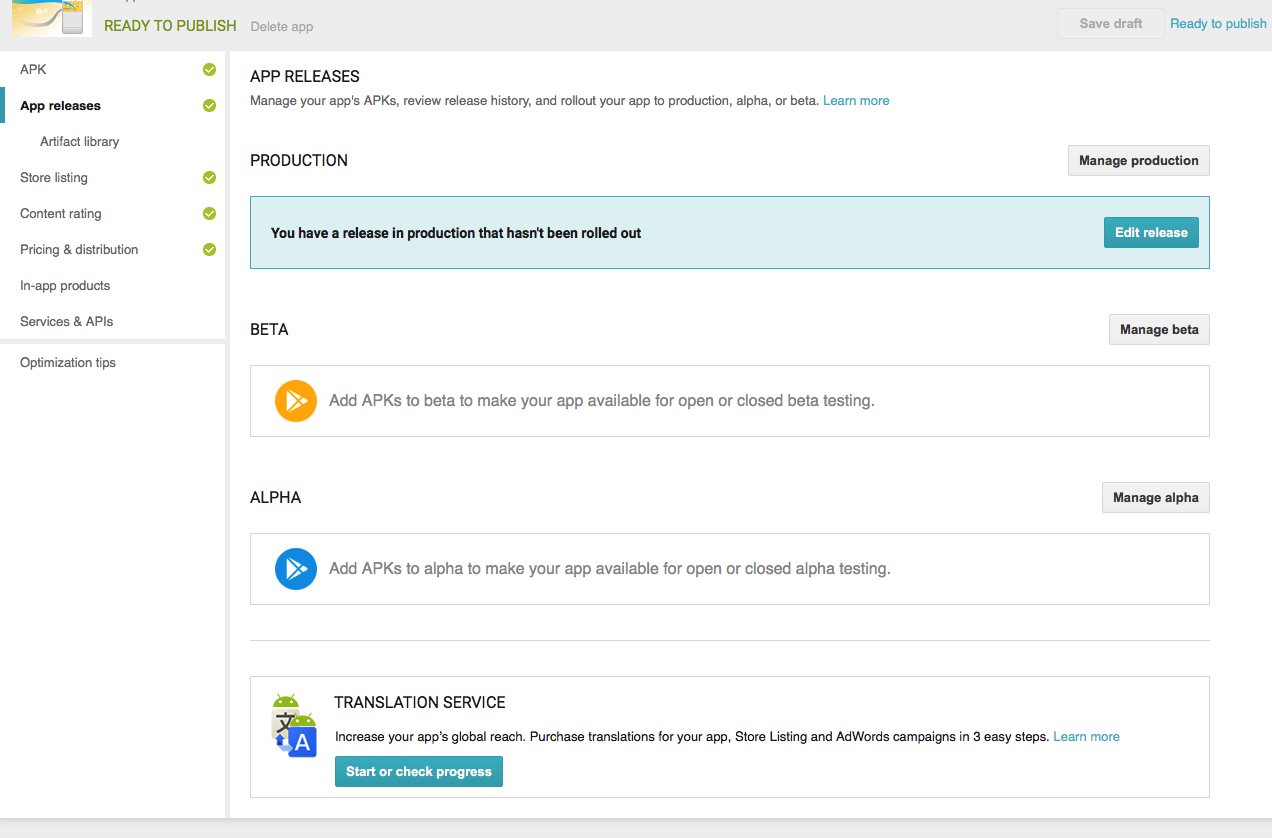 READY TO PUBLISH Delete app
Save draft Ready to publish
APK
App releases
Artifact library
Store listing
Content rating
Pricing & distribution
In-app products
Services & APIs
Optimization tips
APP RELEASES
Manage your app's APKs, review release history, and rollout your app to production, alpha, or beta. Learn more
PRODUCTION
Manage production
You have a release in production that hasn't been rolled out
Edit release
BETA
Manage beta
Add APKs to beta to make your app available for open or closed beta testing.
ALPHA
Manage alpha
Add APKs to alpha to make your app available for open or closed alpha testing.
文
A
TRANSLATION SERVICE
Increase your app’s global reach. Purchase translations for your app, Store Listing and AdWords campaigns in 3 easy steps. Learn more
Start or check progress